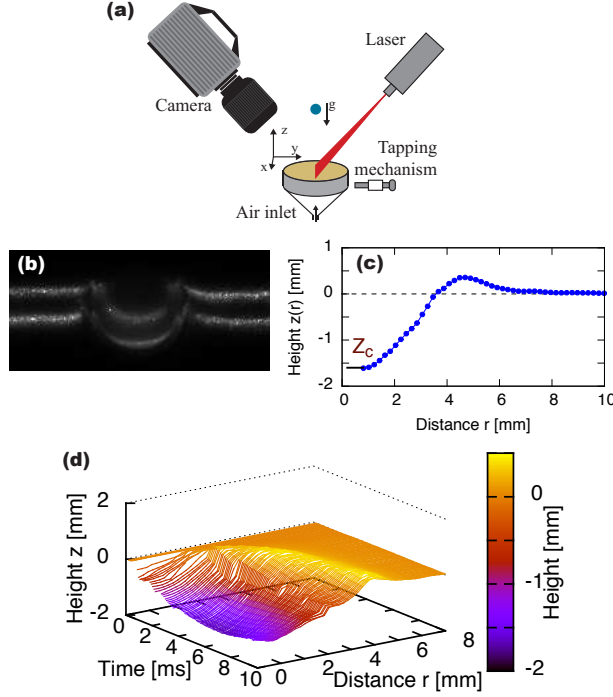 (a)
Laser
Camera
g
z
y
x
Tapping
mechanism
Air inlet
(b)
(c)
Height z(r) [mm]
1
0
-1
-2
Zc
0 2 4 6 8 10
Distance r [mm]
(d)
Height z [mm]
2
0
-2
0 2 4 6 8 10
Time [ms]
0 2 4 6 8
Distance r [mm]
0
-1
-2
Height [mm]